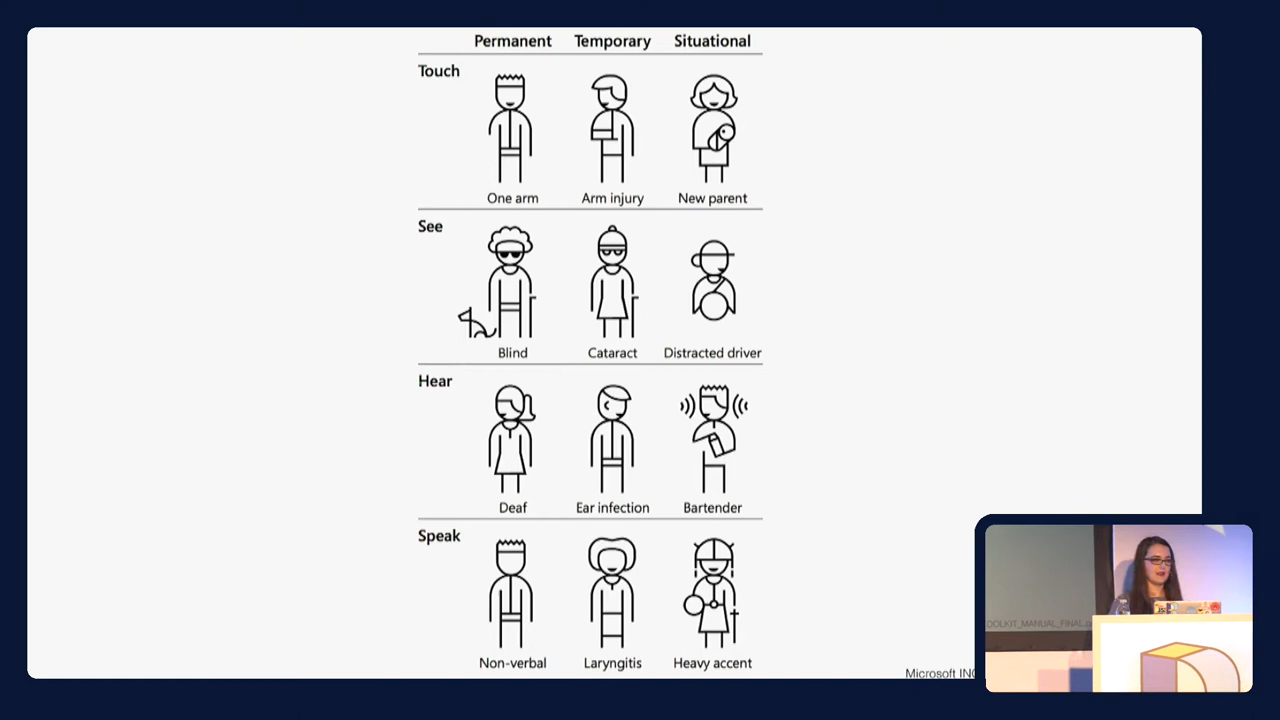 Permanent Temporary Situational
Touch
One arm Arm injury New parent
See
Blind Cataract Distracted driver
Hear
Deaf Ear infection Bartender
Speak
Non-verbal Laryngitis Heavy accent
Microsoft